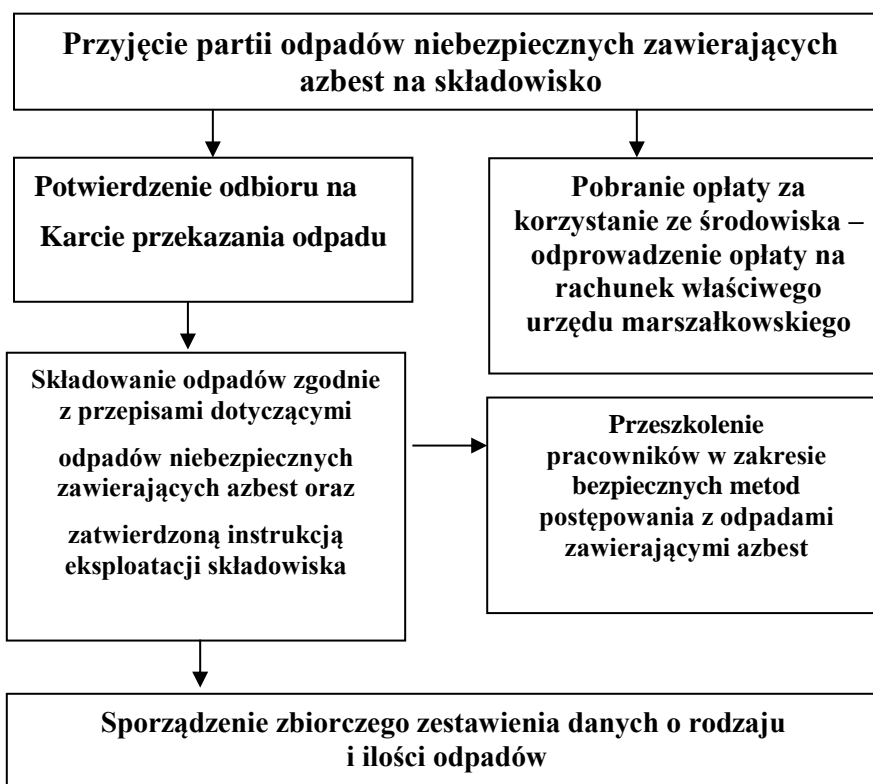 Przyjęcie partii odpadów niebezpiecznych zawierających
azbest na składowisko
Potwierdzenie odbioru na
Karcie przekazania odpadu
Pobranie opłaty za
korzystanie ze środowiska –
odprowadzenie opłaty na
rachunek właściwego
urzędu marszałkowskiego
Składowanie odpadów zgodnie
z przepisami dotyczącymi
odpadów niebezpiecznych
zawierających azbest oraz
zatwierdzoną instrukcją
eksploatacji składowiska
Przeszkolenie
pracowników w zakresie
bezpiecznych metod
postępowania z odpadami
zawierającymi azbest
Sporządzenie zbiorczego zestawienia danych o rodzaju
i ilości odpadów